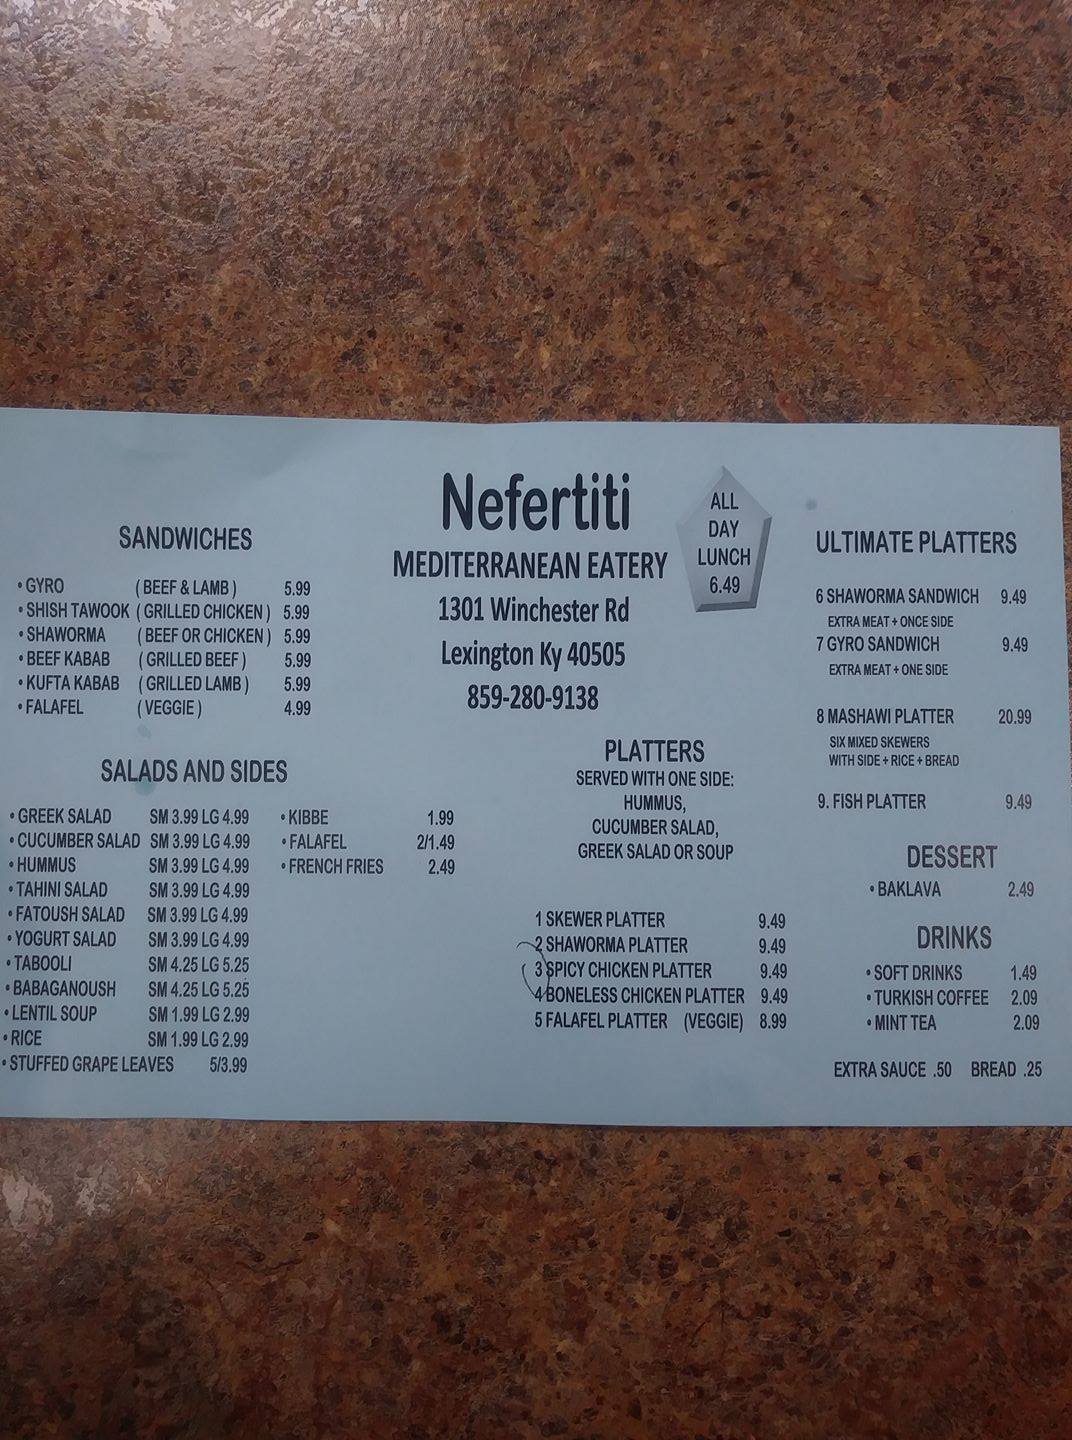 Nefertiti
MEDITERRANEAN EATERY
1301 Winchester Rd
Lexington Ky 40505
859-280-9138
ALL
DAY
LUNCH
6.49
SANDWICHES
• GYRO ( BEEF & LAMB ) 5.99
• SHISH TAWOOK ( GRILLED CHICKEN ) 5.99
• SHAWORMA ( BEEF OR CHICKEN ) 5.99
• BEEF KABAB ( GRILLED BEEF ) 5.99
• KUFTA KABAB ( GRILLED LAMB ) 5.99
• FALAFEL ( VEGGIE ) 4.99
SALADS AND SIDES
• GREEK SALAD SM 3.99 LG 4.99
• CUCUMBER SALAD SM 3.99 LG 4.99
• HUMMUS SM 3.99 LG 4.99
• TAHINI SALAD SM 3.99 LG 4.99
• FATOUSH SALAD SM 3.99 LG 4.99
• YOGURT SALAD SM 3.99 LG 4.99
• TABOOLI SM 4.25 LG 5.25
• BABAGANOUSH SM 4.25 LG 5.25
• LENTIL SOUP SM 1.99 LG 2.99
• RICE SM 1.99 LG 2.99
• STUFFED GRAPE LEAVES 5/3.99
• KIBBE 1.99
• FALAFEL 2/1.49
• FRENCH FRIES 2.49
PLATTERS
SERVED WITH ONE SIDE:
HUMMUS,
CUCUMBER SALAD,
GREEK SALAD OR SOUP
1 SKEWER PLATTER 9.49
2 SHAWORMA PLATTER 9.49
3 SPICY CHICKEN PLATTER 9.49
4 BONELESS CHICKEN PLATTER 9.49
5 FALAFEL PLATTER (VEGGIE) 8.99
ULTIMATE PLATTERS
6 SHAWORMA SANDWICH 9.49
EXTRA MEAT + ONCE SIDE
7 GYRO SANDWICH 9.49
EXTRA MEAT + ONE SIDE
8 MASHAWI PLATTER 20.99
SIX MIXED SKEWERS
WITH SIDE + RICE + BREAD
9. FISH PLATTER 9.49
DESSERT
• BAKLAVA 2.49
DRINKS
• SOFT DRINKS 1.49
• TURKISH COFFEE 2.09
• MINT TEA 2.09
EXTRA SAUCE .50 BREAD .25